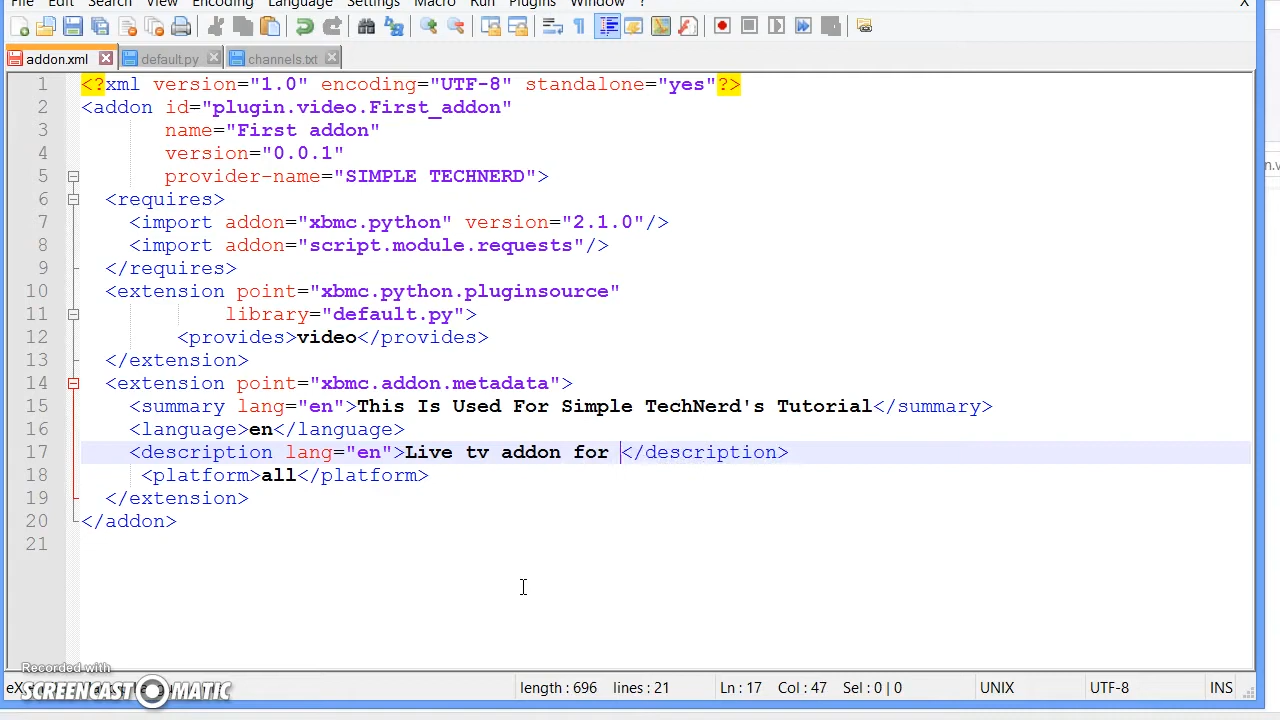 File Edit Search View Encoding Language Settings Macro Run Plugins Window ? X
addon.xml default.py channels.txt
1 <?xml version="1.0" encoding="UTF-8" standalone="yes"?>
2 <addon id="plugin.video.First_addon"
3 name="First addon"
4 version="0.0.1"
5 provider-name="SIMPLE TECHNERD">
6 <requires>
7 <import addon="xbmc.python" version="2.1.0"/>
8 <import addon="script.module.requests"/>
9 </requires>
10 <extension point="xbmc.python.pluginsource"
11 library="default.py">
12 <provides>video</provides>
13 </extension>
14 <extension point="xbmc.addon.metadata">
15 <summary lang="en">This Is Used For Simple TechNerd's Tutorial</summary>
16 <language>en</language>
17 <description lang="en">Live tv addon for </description>
18 <platform>all</platform>
19 </extension>
20 </addon>
21
Recorded with
SCREENCAST MATIC
length : 696 lines : 21 Ln : 17 Col : 47 Sel : 0 | 0 UNIX UTF-8 INS